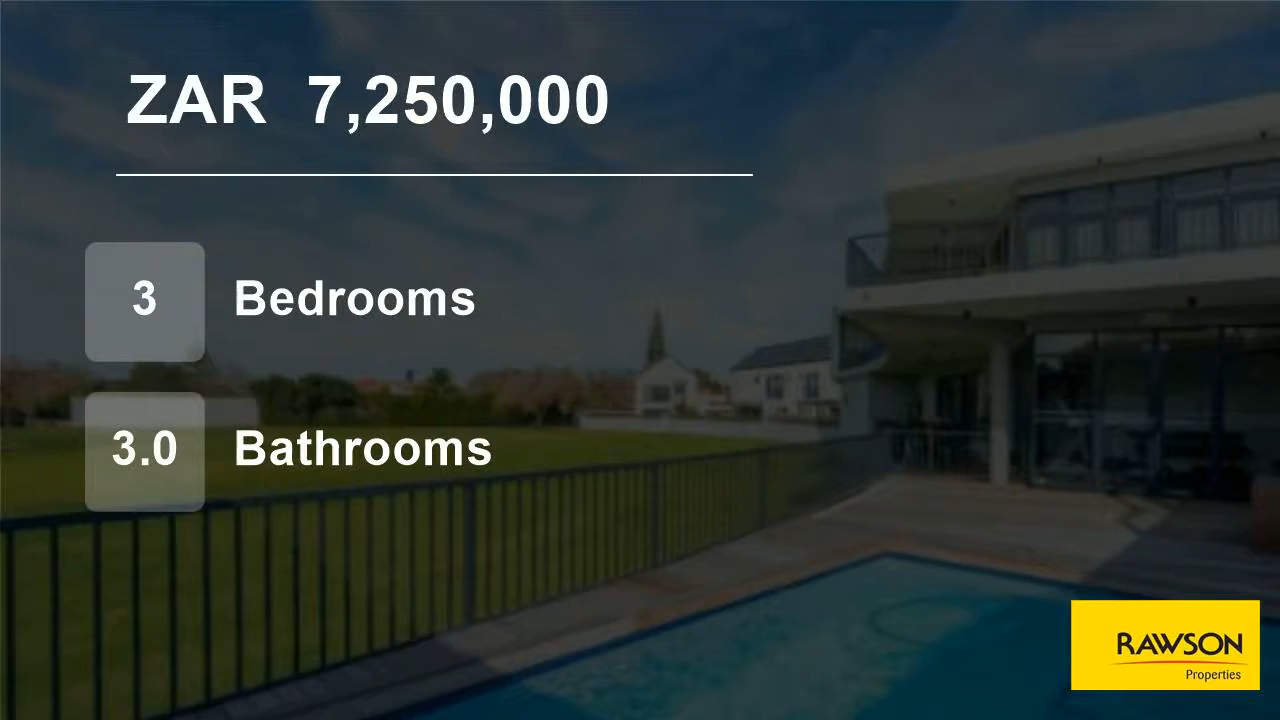 ZAR 7,250,000
3 Bedrooms
3.0 Bathrooms
RAWSON
Properties